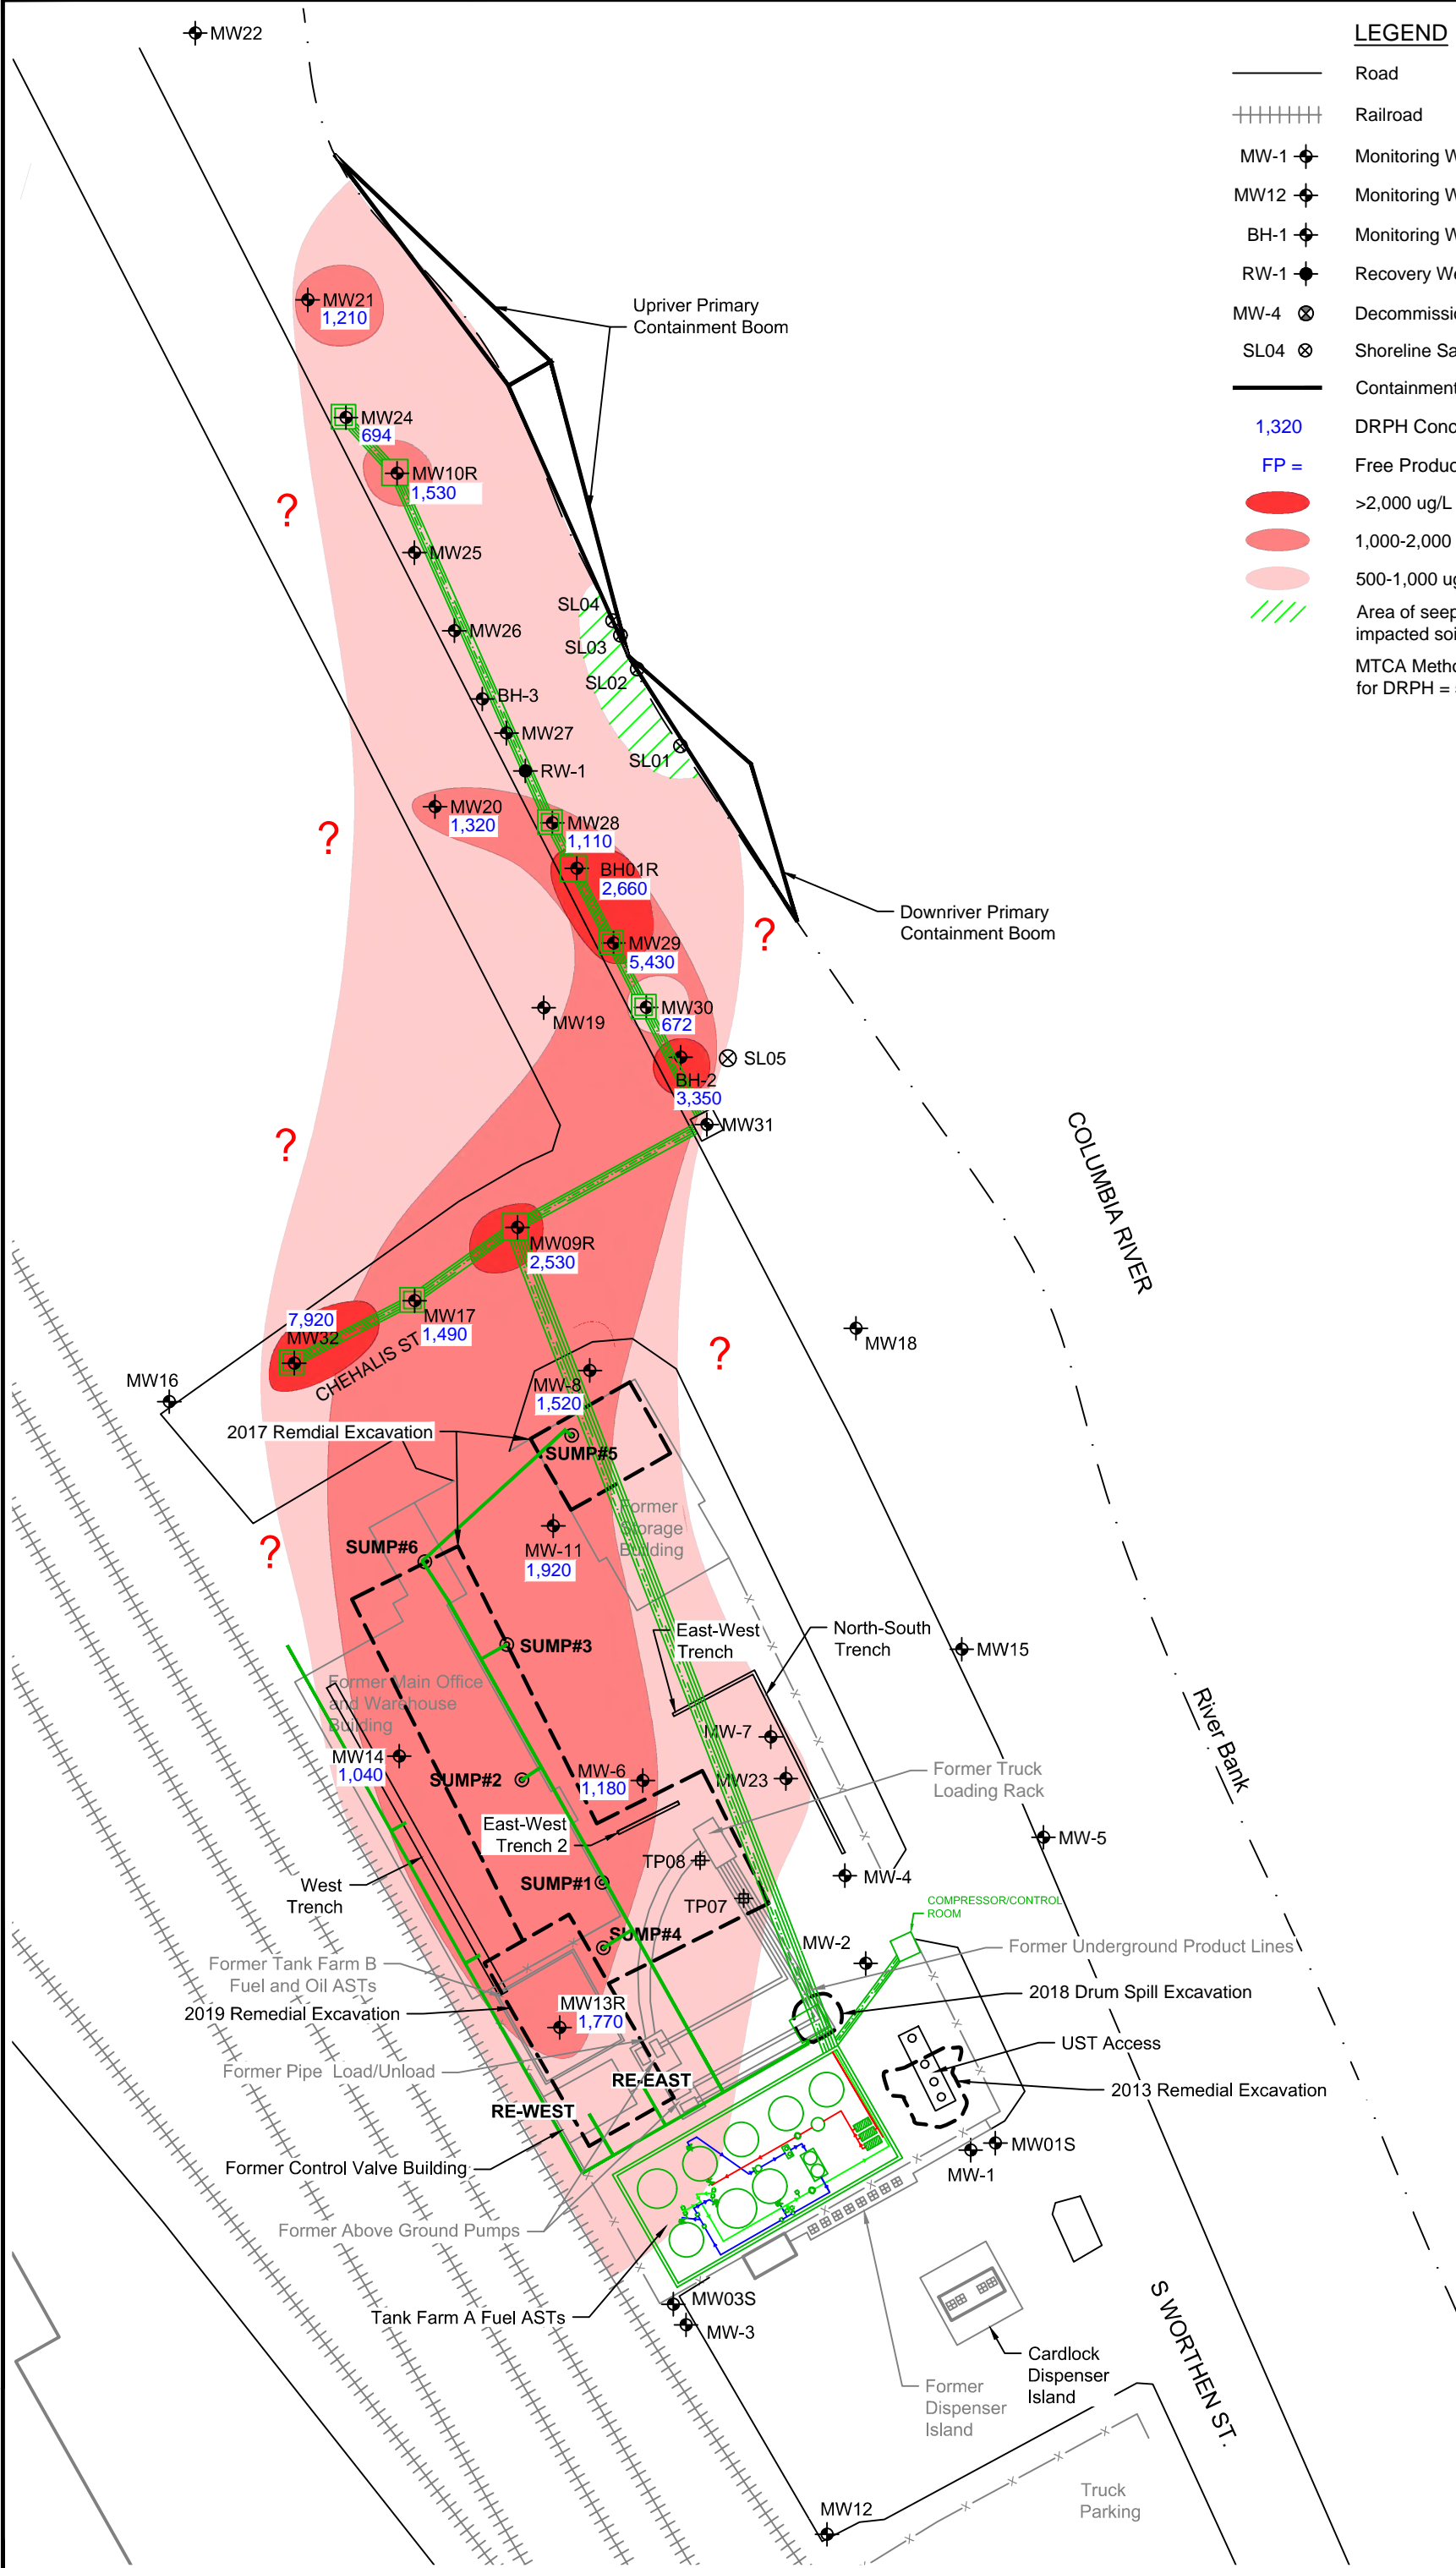 MW22
LEGEND
Road
Railroad
MW-1
Monitoring W
MW12
Monitoring W
BH-1
Monitoring W
RW-1
Recovery We
MW-4
Decommissi
SL04
Shoreline Sa
Containment
1,320
DRPH Conc
FP =
Free Produc
>2,000 ug/L
1,000-2,000
500-1,000 ug
Area of seep
impacted soi
MTCA Metho
for DRPH =
Upriver Primary
Containment Boom
MW21
1,210
MW24
694
MW10R
1,530
?
MW25
MW26
SL04
SL03
SL02
SL01
BH-3
MW27
RW-1
MW20
1,320
MW28
1,110
?
BH01R
2,660
Downriver Primary
Containment Boom
?
MW29
5,430
MW30
672
MW19
SL05
BH-2
3,350
MW31
?
COLUMBIA RIVER
MW09R
2,530
MW17
1,490
7,920
MW32
CHEHALIS ST
MW18
?
MW16
MW-8
1,520
2017 Remdial Excavation
SUMP#5
Former
Storage
Building
MW-11
1,920
SUMP#6
?
SUMP#3
East-West
Trench
North-South
Trench
MW15
Former Main Office
and Warehouse
Building
River Bank
MW-7
MW14
1,040
SUMP#2
MW-6
1,180
MW23
Former Truck
Loading Rack
East-West
Trench 2
MW-5
TP08
MW-4
West
Trench
SUMP#1
TP07
COMPRESSOR/CONTROL
ROOM
SUMP#4
MW-2
Former Underground Product Lines
Former Tank Farm B
Fuel and Oil ASTs
2018 Drum Spill Excavation
2019 Remedial Excavation
MW13R
1,770
UST Access
Former Pipe Load/Unload
RE-EAST
2013 Remedial Excavation
RE-WEST
MW01S
MW-1
Former Control Valve Building
Former Above Ground Pumps
MW03S
Tank Farm A Fuel ASTs
MW-3
S WORTHEN ST.
Cardlock
Dispenser
Island
Former
Dispenser
Island
Truck
Parking
MW12